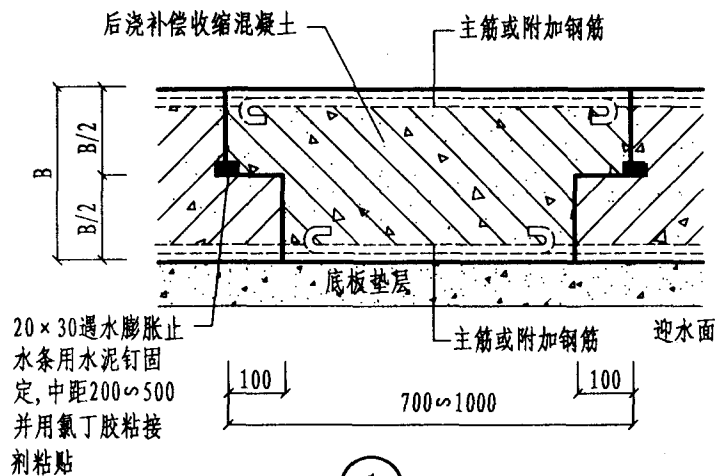 后浇补偿收缩混凝土
主筋或附加钢筋
B
B/2
B/2
底板垫层
20×30遇水膨胀止
水条用水泥钉固
定,中距200~500
并用氯丁胶粘接
剂粘贴
主筋或附加钢筋
迎水面
100
100
700~1000